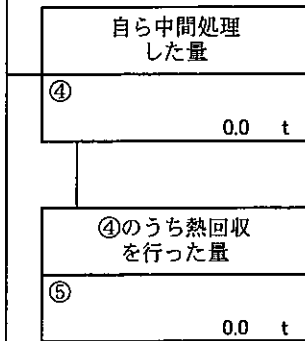 自ら中間処理
した量
④
0.0 t
④のうち熱回収
を行った量
⑤
0.0 t